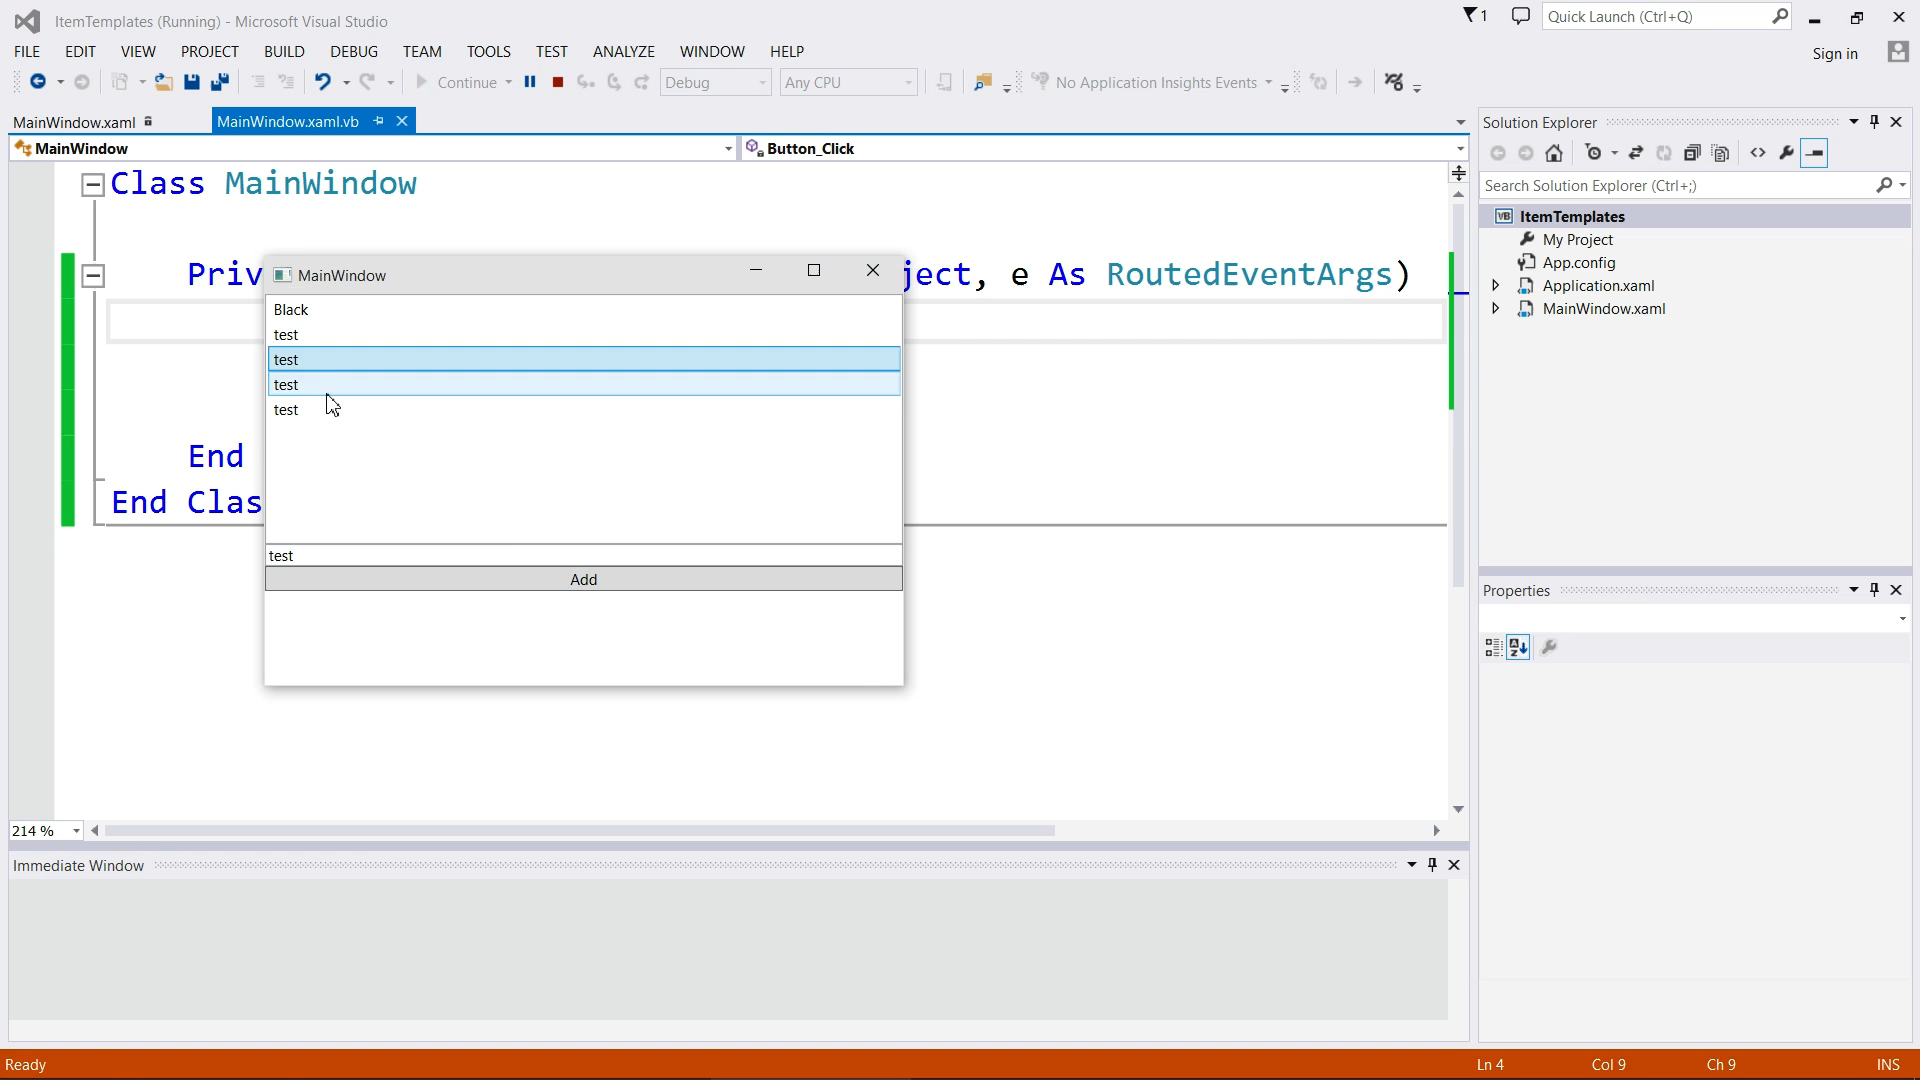 ItemTemplates (Running) - Microsoft Visual Studio
1
Quick Launch (Ctrl+Q)
FILE EDIT VIEW PROJECT BUILD DEBUG TEAM TOOLS TEST ANALYZE WINDOW HELP
Sign in
Continue Debug Any CPU No Application Insights Events
MainWindow.xaml MainWindow.xaml.vb
MainWindow Button_Click
Class MainWindow
Priv ject, e As RoutedEventArgs)
End
End Clas
MainWindow
Black
test
test
test
test
test
Add
214 %
Immediate Window
Solution Explorer
Search Solution Explorer (Ctrl+;)
VB ItemTemplates
My Project
App.config
Application.xaml
MainWindow.xaml
Properties
Ready Ln 4 Col 9 Ch 9 INS